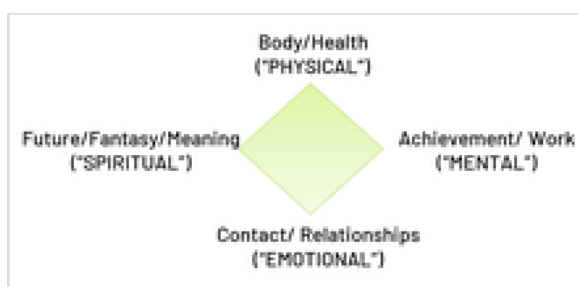 Body/Health
("PHYSICAL")
Future/Fantasy/Meaning
("SPIRITUAL")
Achievement/ Work
("MENTAL")
Contact/ Relationships
("EMOTIONAL")